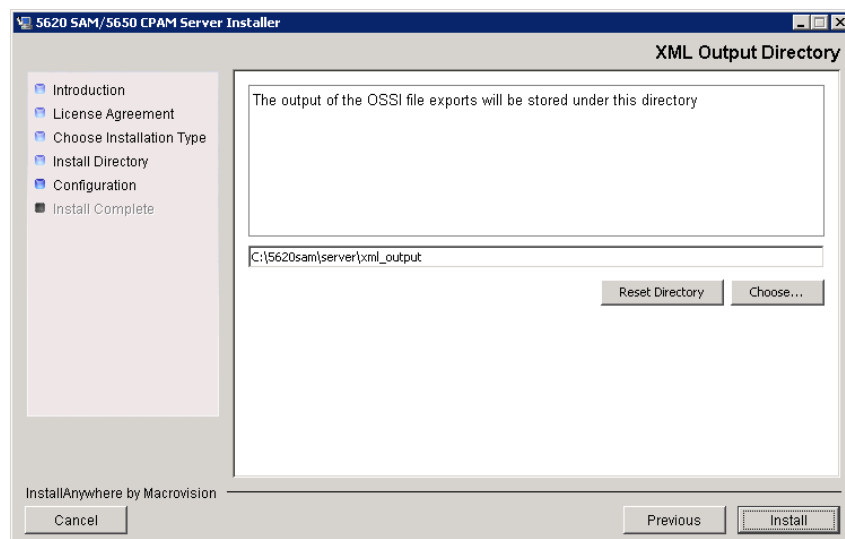 5620 SAM/5650 CPAM Server Installer
XML Output Directory
Introduction
License Agreement
Choose Installation Type
Install Directory
Configuration
Install Complete
The output of the OSSI file exports will be stored under this directory
C:\5620sam\server\xml_output
Reset Directory
Choose...
InstallAnywhere by Macrovision
Cancel
Previous
Install